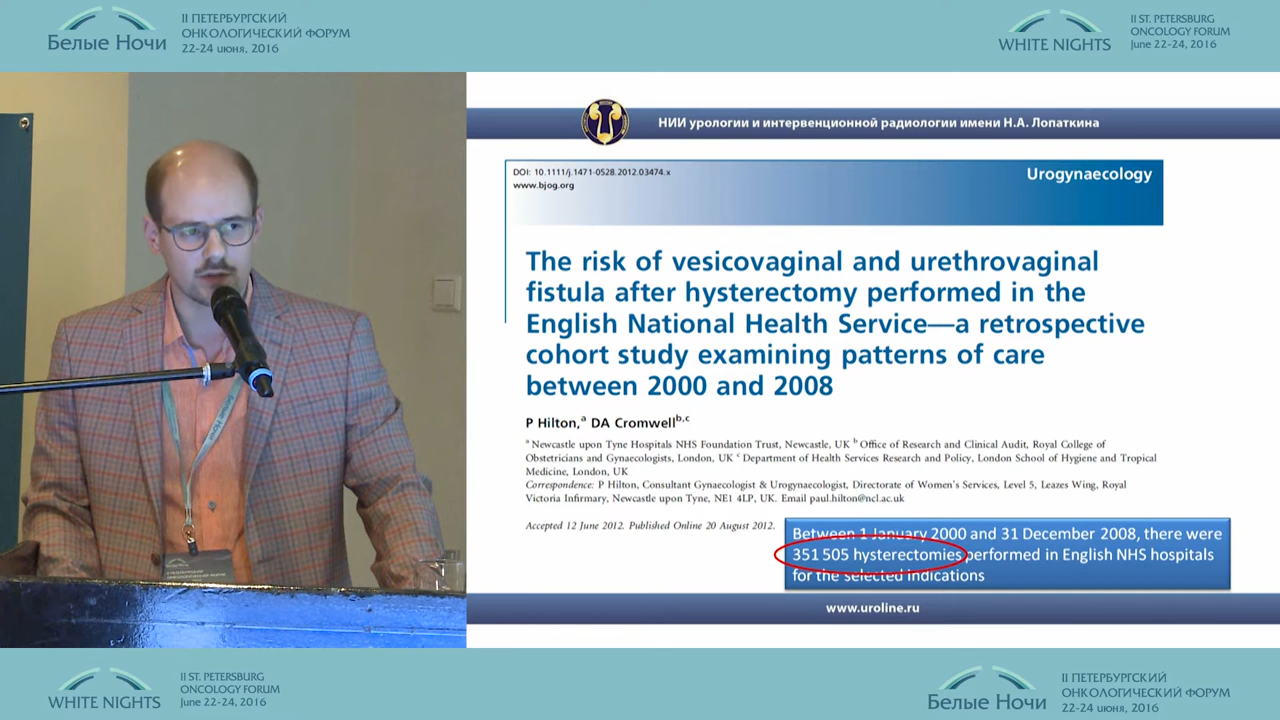 Белые Ночи
II ПЕТЕРБУРГСКИЙ
ОНКОЛОГИЧЕСКИЙ ФОРУМ
22-24 июня, 2016
WHITE NIGHTS
II ST. PETERSBURG
ONCOLOGY FORUM
June 22-24, 2016
НИИ урологии и интервенционной радиологии имени Н.А. Лопаткина
DOI: 10.1111/j.1471-0528.2012.03474.x
www.bjog.org
Urogynaecology
The risk of vesicovaginal and urethrovaginal
fistula after hysterectomy performed in the
English National Health Service—a retrospective
cohort study examining patterns of care
between 2000 and 2008
P Hilton,a DA Cromwellb,c
a Newcastle upon Tyne Hospitals NHS Foundation Trust, Newcastle, UK b Office of Research and Clinical Audit, Royal College of
Obstetricians and Gynaecologists, London, UK c Department of Health Services Research and Policy, London School of Hygiene and Tropical
Medicine, London, UK
Correspondence: P Hilton, Consultant Gynaecologist & Urogynaecologist, Directorate of Women's Services, Level 5, Leazes Wing, Royal
Victoria Infirmary, Newcastle upon Tyne, NE1 4LP, UK. Email paul.hilton@ncl.ac.uk
Accepted 12 June 2012. Published Online 20 August 2012.
Between 1 January 2000 and 31 December 2008, there were
351 505 hysterectomies performed in English NHS hospitals
for the selected indications
www.uroline.ru
Белые Ночи
WHITE NIGHTS
II ST. PETERSBURG
ONCOLOGY FORUM
June 22-24, 2016
Белые Ночи
II ПЕТЕРБУРГСКИЙ
ОНКОЛОГИЧЕСКИЙ ФОРУМ
22-24 июня, 2016